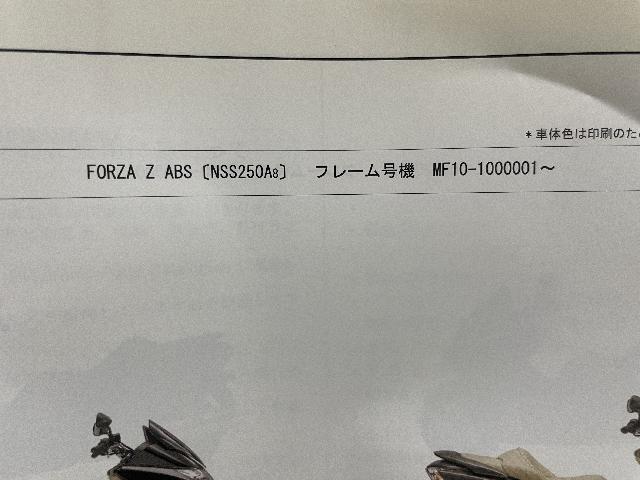 *車体色は印刷のため
FORZA Z ABS〔NSS250A8〕 フレーム号機 MF10-1000001～